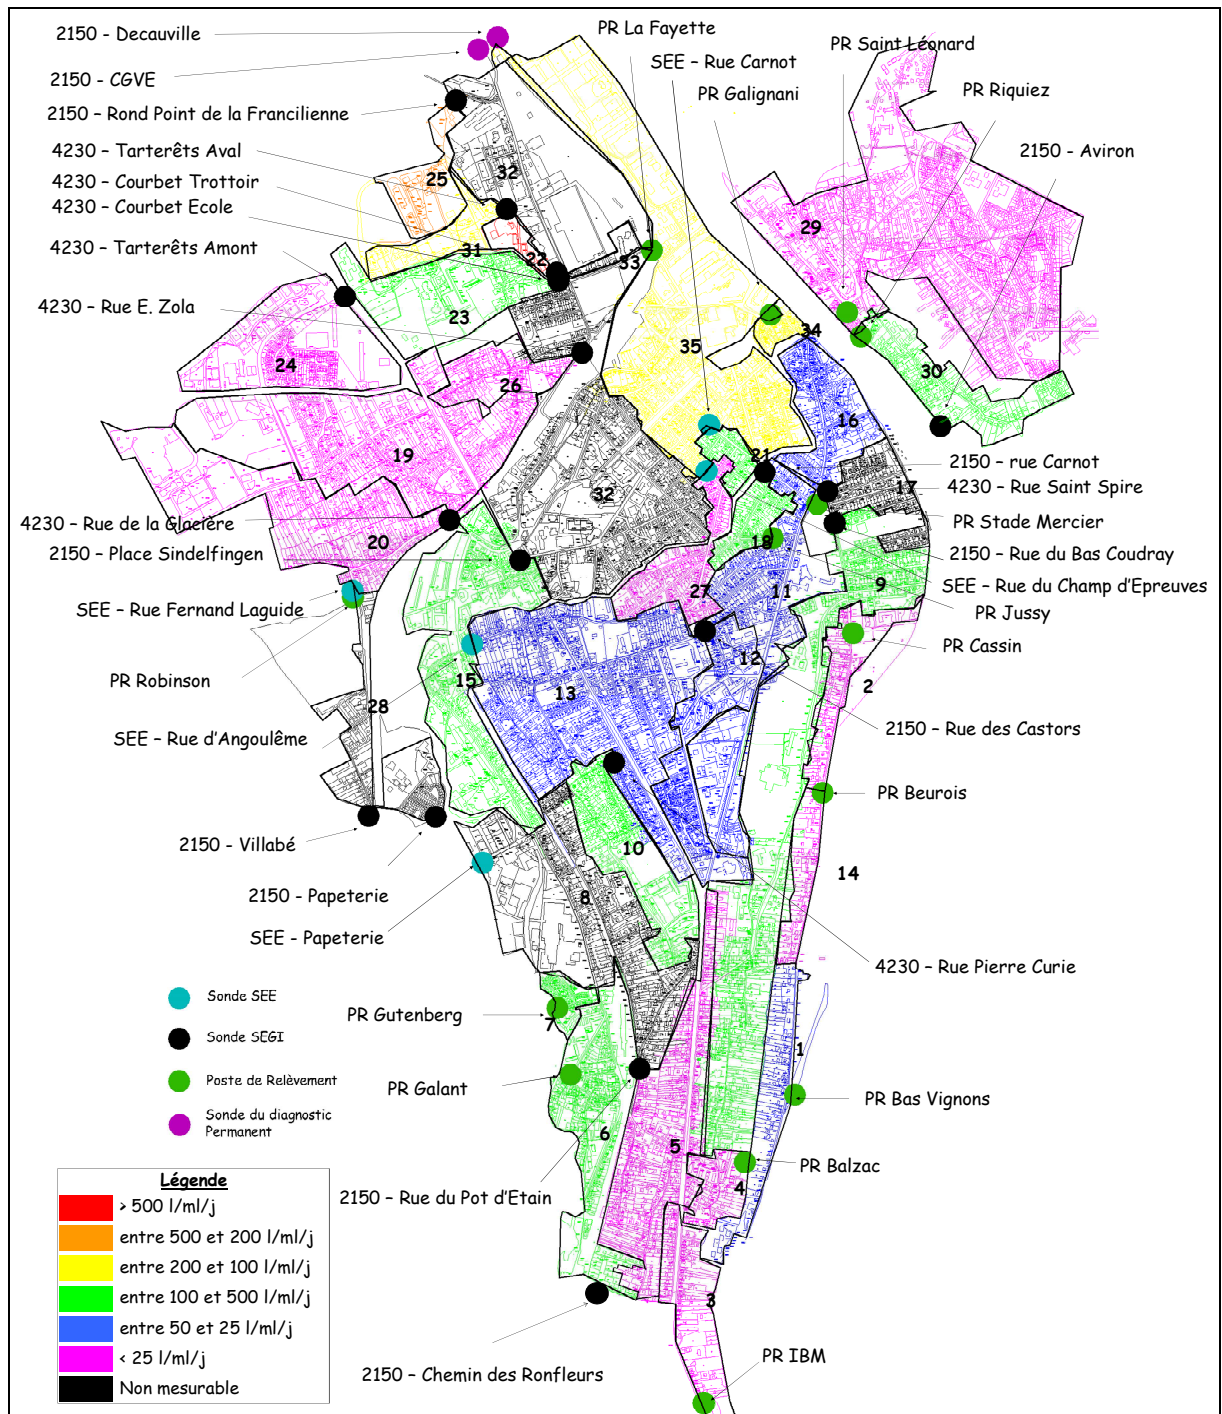 2150 - Decauville
PR La Fayette
PR Saint Léonard
SEE – Rue Carnot
2150 - CGVE
PR Galignani
PR Riquiez
2150 – Rond Point de la Francilienne
4230 – Tarterêts Aval
2150 - Aviron
4230 – Courbet Trottoir
4230 – Courbet Ecole
4230 - Tarterêts Amont
4230 – Rue E. Zola
25
32
29
31
22
33
23
34
35
24
26
30
16
19
21
2150 – rue Carnot
32
17
4230 – Rue Saint Spire
4230 – Rue de la Glacière
PR Stade Mercier
20
18
2150 – Place Sindelfingen
2150 – Rue du Bas Coudray
9
SEE – Rue du Champ d'Epreuves
27
11
SEE – Rue Fernand Laguide
PR Jussy
PR Cassin
12
PR Robinson
15
13
2
28
2150 – Rue des Castors
SEE – Rue d'Angoulême
PR Beurois
2150 - Villabé
10
14
2150 - Papeterie
8
SEE - Papeterie
4230 – Rue Pierre Curie
Sonde SEE
PR Gutenberg
7
Sonde SEGI
1
Poste de Relèvement
PR Galant
PR Bas Vignons
Sonde du diagnostic
Permanent
6
5
PR Balzac
4
2150 – Rue du Pot d'Etain
Légende
> 500 l/ml/j
entre 500 et 200 l/ml/j
entre 200 et 100 l/ml/j
entre 100 et 500 l/ml/j
3
entre 50 et 25 l/ml/j
< 25 l/ml/j
PR IBM
2150 – Chemin des Ronfleurs
Non mesurable